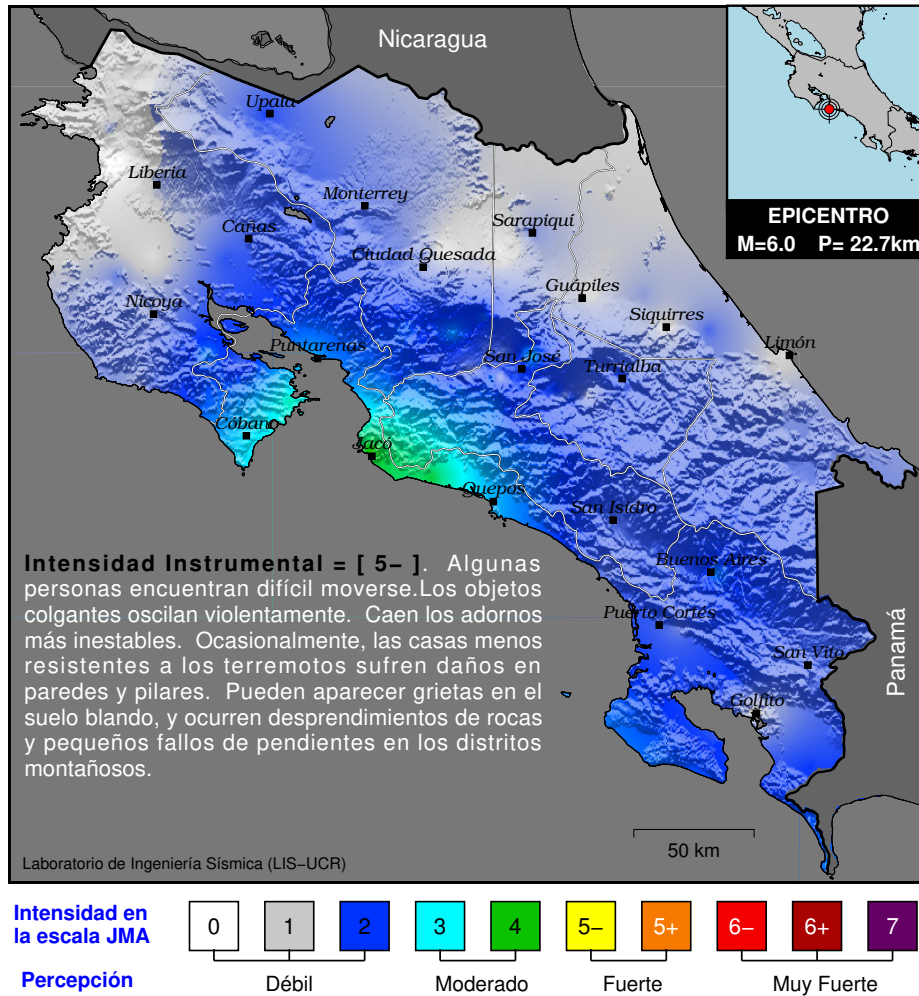 Nicaragua
EPICENTRO
M=6.0 P= 22.7km
Upala
Liberia
Monterrey
Cañas
Sarapiquí
Ciudad Quesada
Guápiles
Nicoya
Siquirres
Puntarenas
San José
Limón
Turrialba
Cóbano
Jacó
Quepos
San Isidro
Buenos Aires
Puerto Cortés
San Vito
Golfito
Panamá
Intensidad Instrumental = [ 5− ]. Algunas
personas encuentran difícil moverse.Los objetos
colgantes oscilan violentamente. Caen los adornos
más inestables. Ocasionalmente, las casas menos
resistentes a los terremotos sufren daños en
paredes y pilares. Pueden aparecer grietas en el
suelo blando, y ocurren desprendimientos de rocas
y pequeños fallos de pendientes en los distritos
montañosos.
50 km
Laboratorio de Ingeniería Sísmica (LIS−UCR)
Intensidad en
la escala JMA
0 1 2 3 4 5− 5+ 6− 6+ 7
Percepción
Débil Moderado Fuerte Muy Fuerte